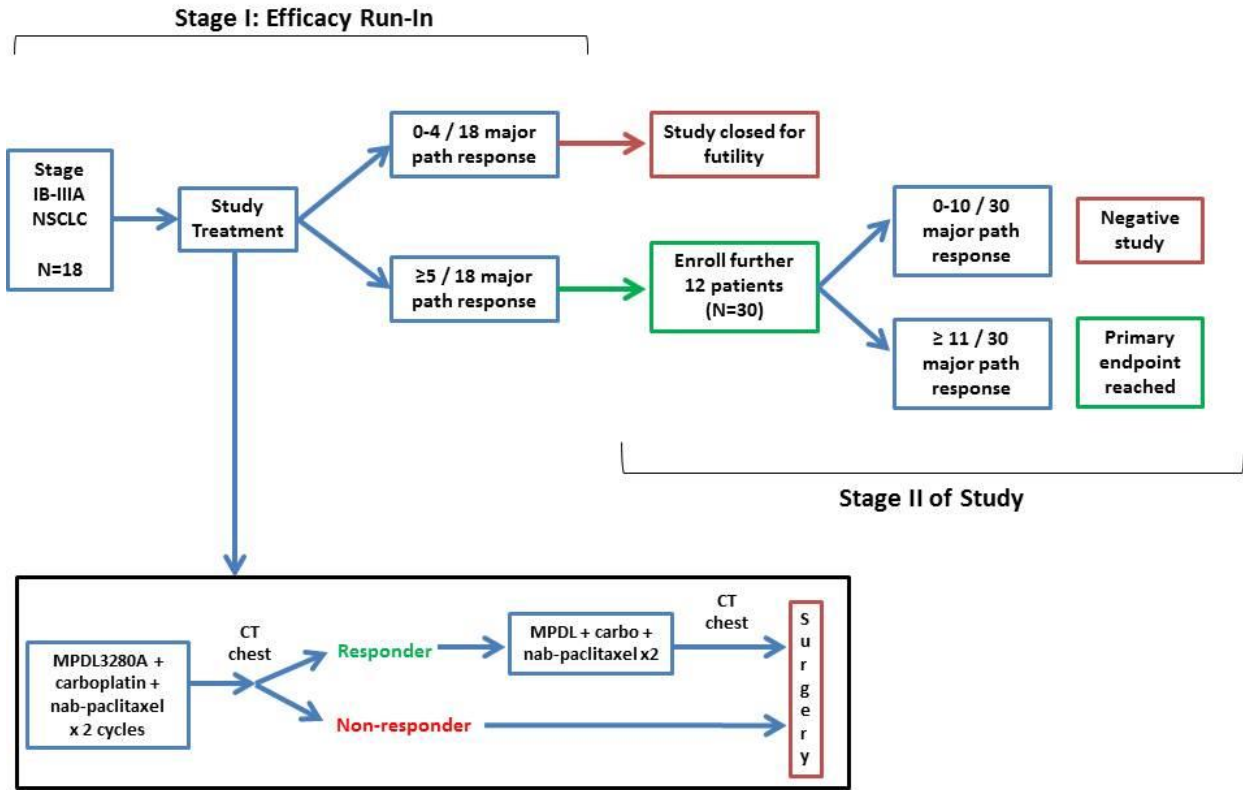 Stage I: Efficacy Run-In
Stage
IB-IIIA
NSCLC
N=18
Study
Treatment
0-4 / 18 major
path response
≥5 / 18 major
path response
Study closed for
futility
Enroll further
12 patients
(N=30)
0-10 / 30
major path
response
Negative
study
≥ 11 / 30
major path
response
Primary
endpoint
reached
Stage II of Study
MPDL3280A +
carboplatin +
nab-paclitaxel
x 2 cycles
CT
chest
Responder
Non-responder
MPDL + carbo +
nab-paclitaxel x2
CT
chest
S
u
r
g
e
r
y